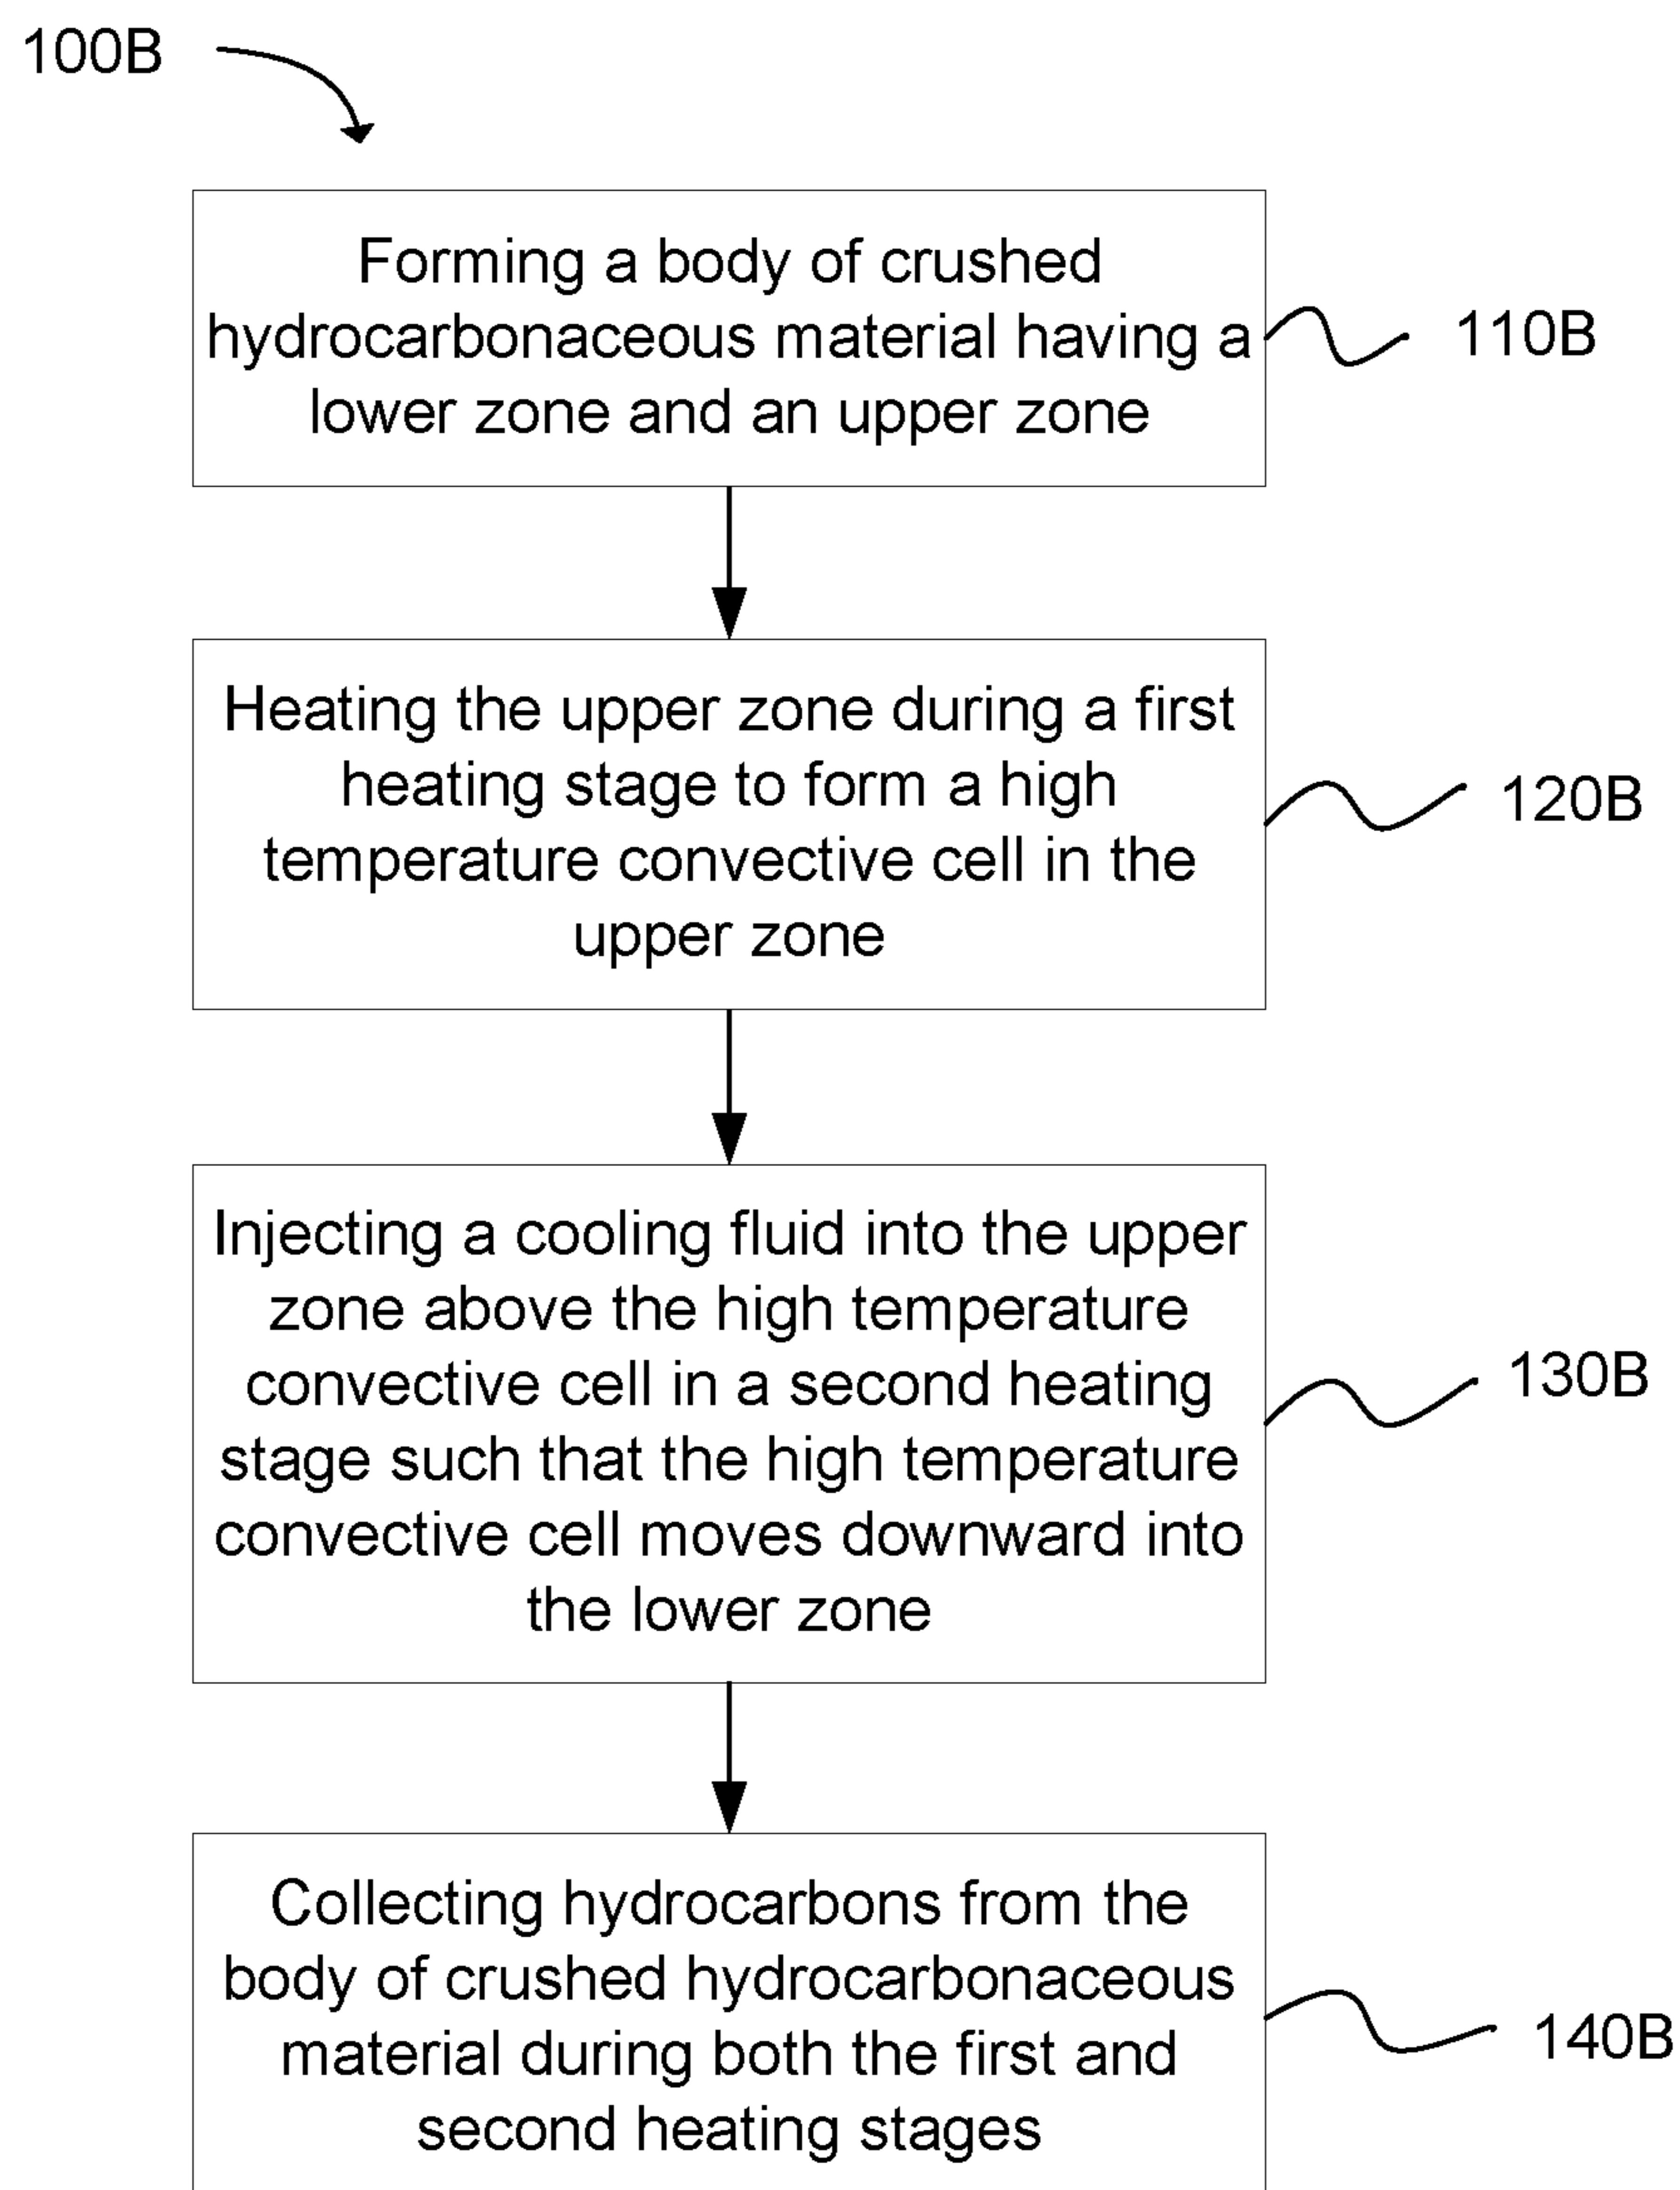 100B
Forming a body of crushed
hydrocarbonaceous material having a
lower zone and an upper zone
110B
Heating the upper zone during a first
heating stage to form a high
temperature convective cell in the
upper zone
120B
Injecting a cooling fluid into the upper
zone above the high temperature
convective cell in a second heating
stage such that the high temperature
convective cell moves downward into
the lower zone
130B
Collecting hydrocarbons from the
body of crushed hydrocarbonaceous
material during both the first and
second heating stages
140B